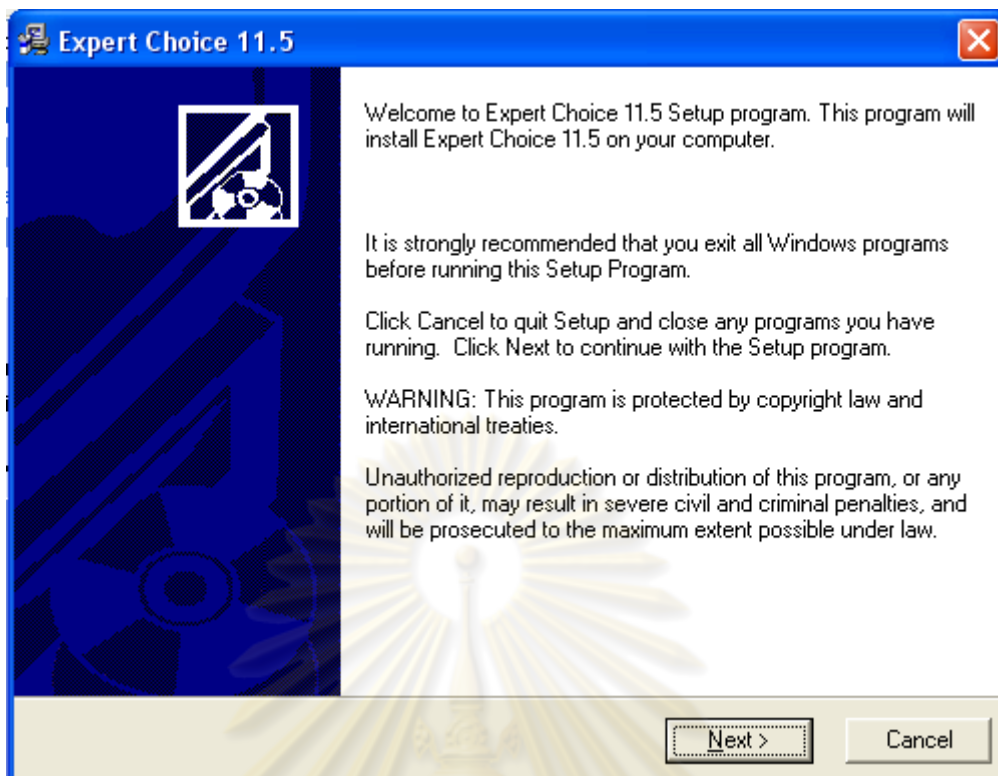 Expert Choice 11.5
Welcome to Expert Choice 11.5 Setup program. This program will
install Expert Choice 11.5 on your computer.
It is strongly recommended that you exit all Windows programs
before running this Setup Program.
Click Cancel to quit Setup and close any programs you have
running.  Click Next to continue with the Setup program.
WARNING: This program is protected by copyright law and
international treaties.
Unauthorized reproduction or distribution of this program, or any
portion of it, may result in severe civil and criminal penalties, and
will be prosecuted to the maximum extent possible under law.
Next >
Cancel